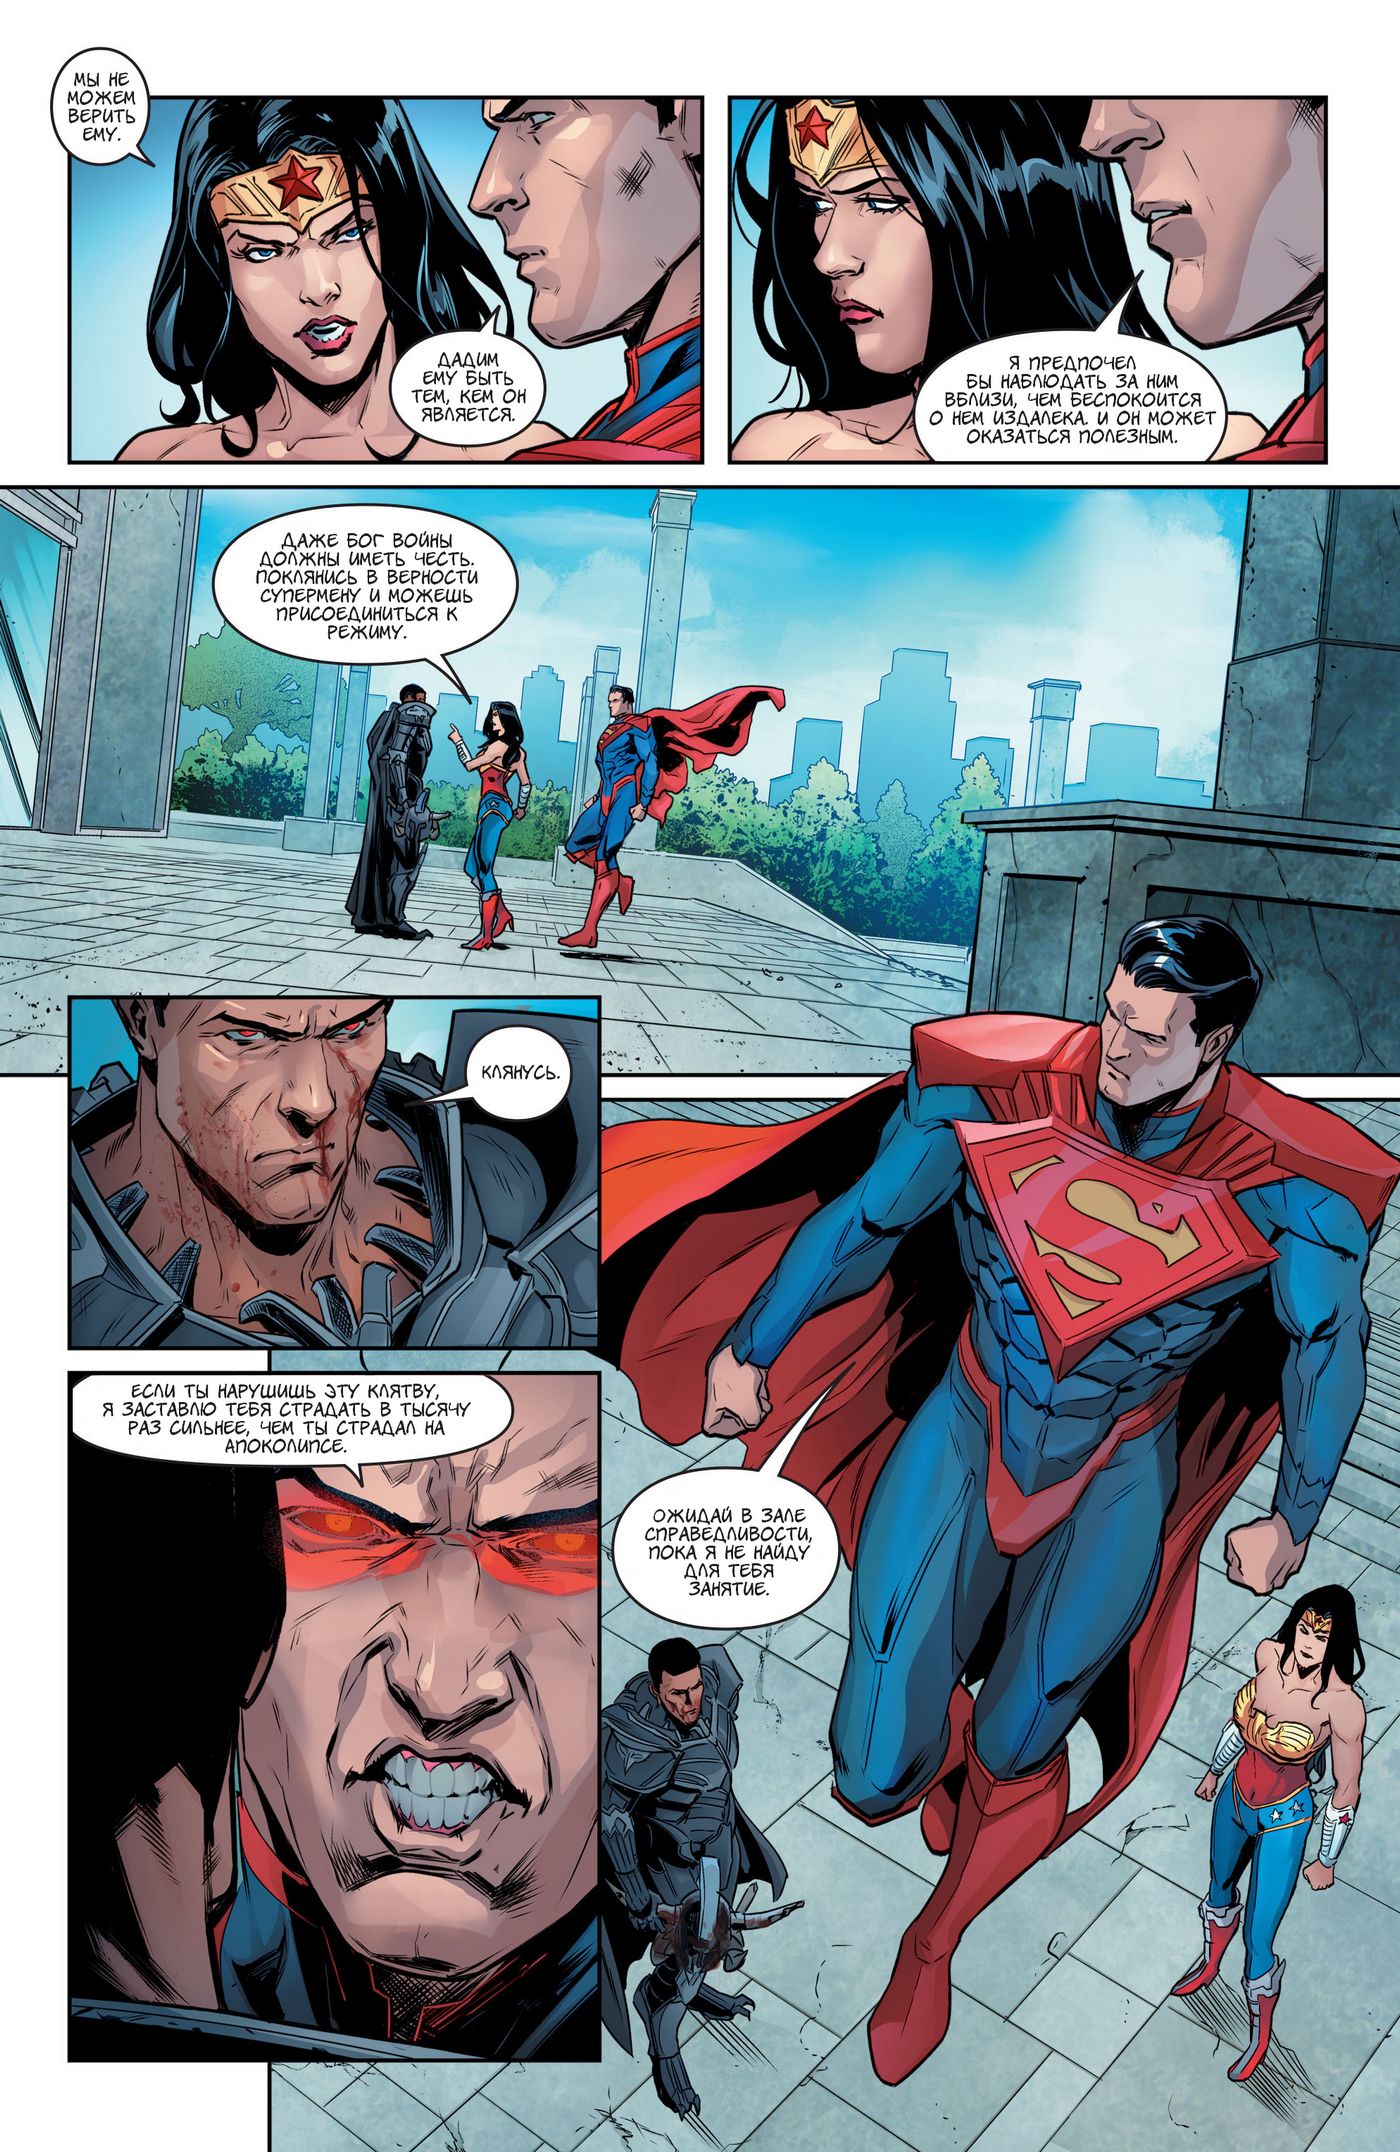 МЫ НЕ
МОЖЕМ
ВЕРИТЬ
ЕМУ.
ДАДИМ
ЕМУ БЫТЬ
ТЕМ, КЕМ ОН
ЯВЛЯЕТСЯ.
Я ПРЕДПОЧЕЛ
БЫ НАБЛЮДАТЬ ЗА НИМ
ВБЛИЗИ, ЧЕМ БЕСПОКОИТСЯ
О НЕМ ИЗДАЛЕКА. И ОН МОЖЕТ
ОКАЗАТЬСЯ ПОЛЕЗНЫМ.
ДАЖЕ БОГ ВОЙНЫ
ДОЛЖНЫ ИМЕТЬ ЧЕСТЬ.
ПОКЛЯНИСЬ В ВЕРНОСТИ
СУПЕРМЕНУ И МОЖЕШЬ
ПРИСОЕДИНИТЬСЯ К
РЕЖИМУ.
КЛЯНУСЬ.
ЕСЛИ ТЫ НАРУШИШЬ ЭТУ КЛЯТВУ,
Я ЗАСТАВЛЮ ТЕБЯ СТРАДАТЬ В ТЫСЯЧУ
РАЗ СИЛЬНЕЕ, ЧЕМ ТЫ СТРАДАЛ НА
АПОКОЛИПСЕ.
ОЖИДАЙ В ЗАЛЕ
СПРАВЕДЛИВОСТИ,
ПОКА Я НЕ НАЙДУ
ДЛЯ ТЕБЯ
ЗАНЯТИЕ.